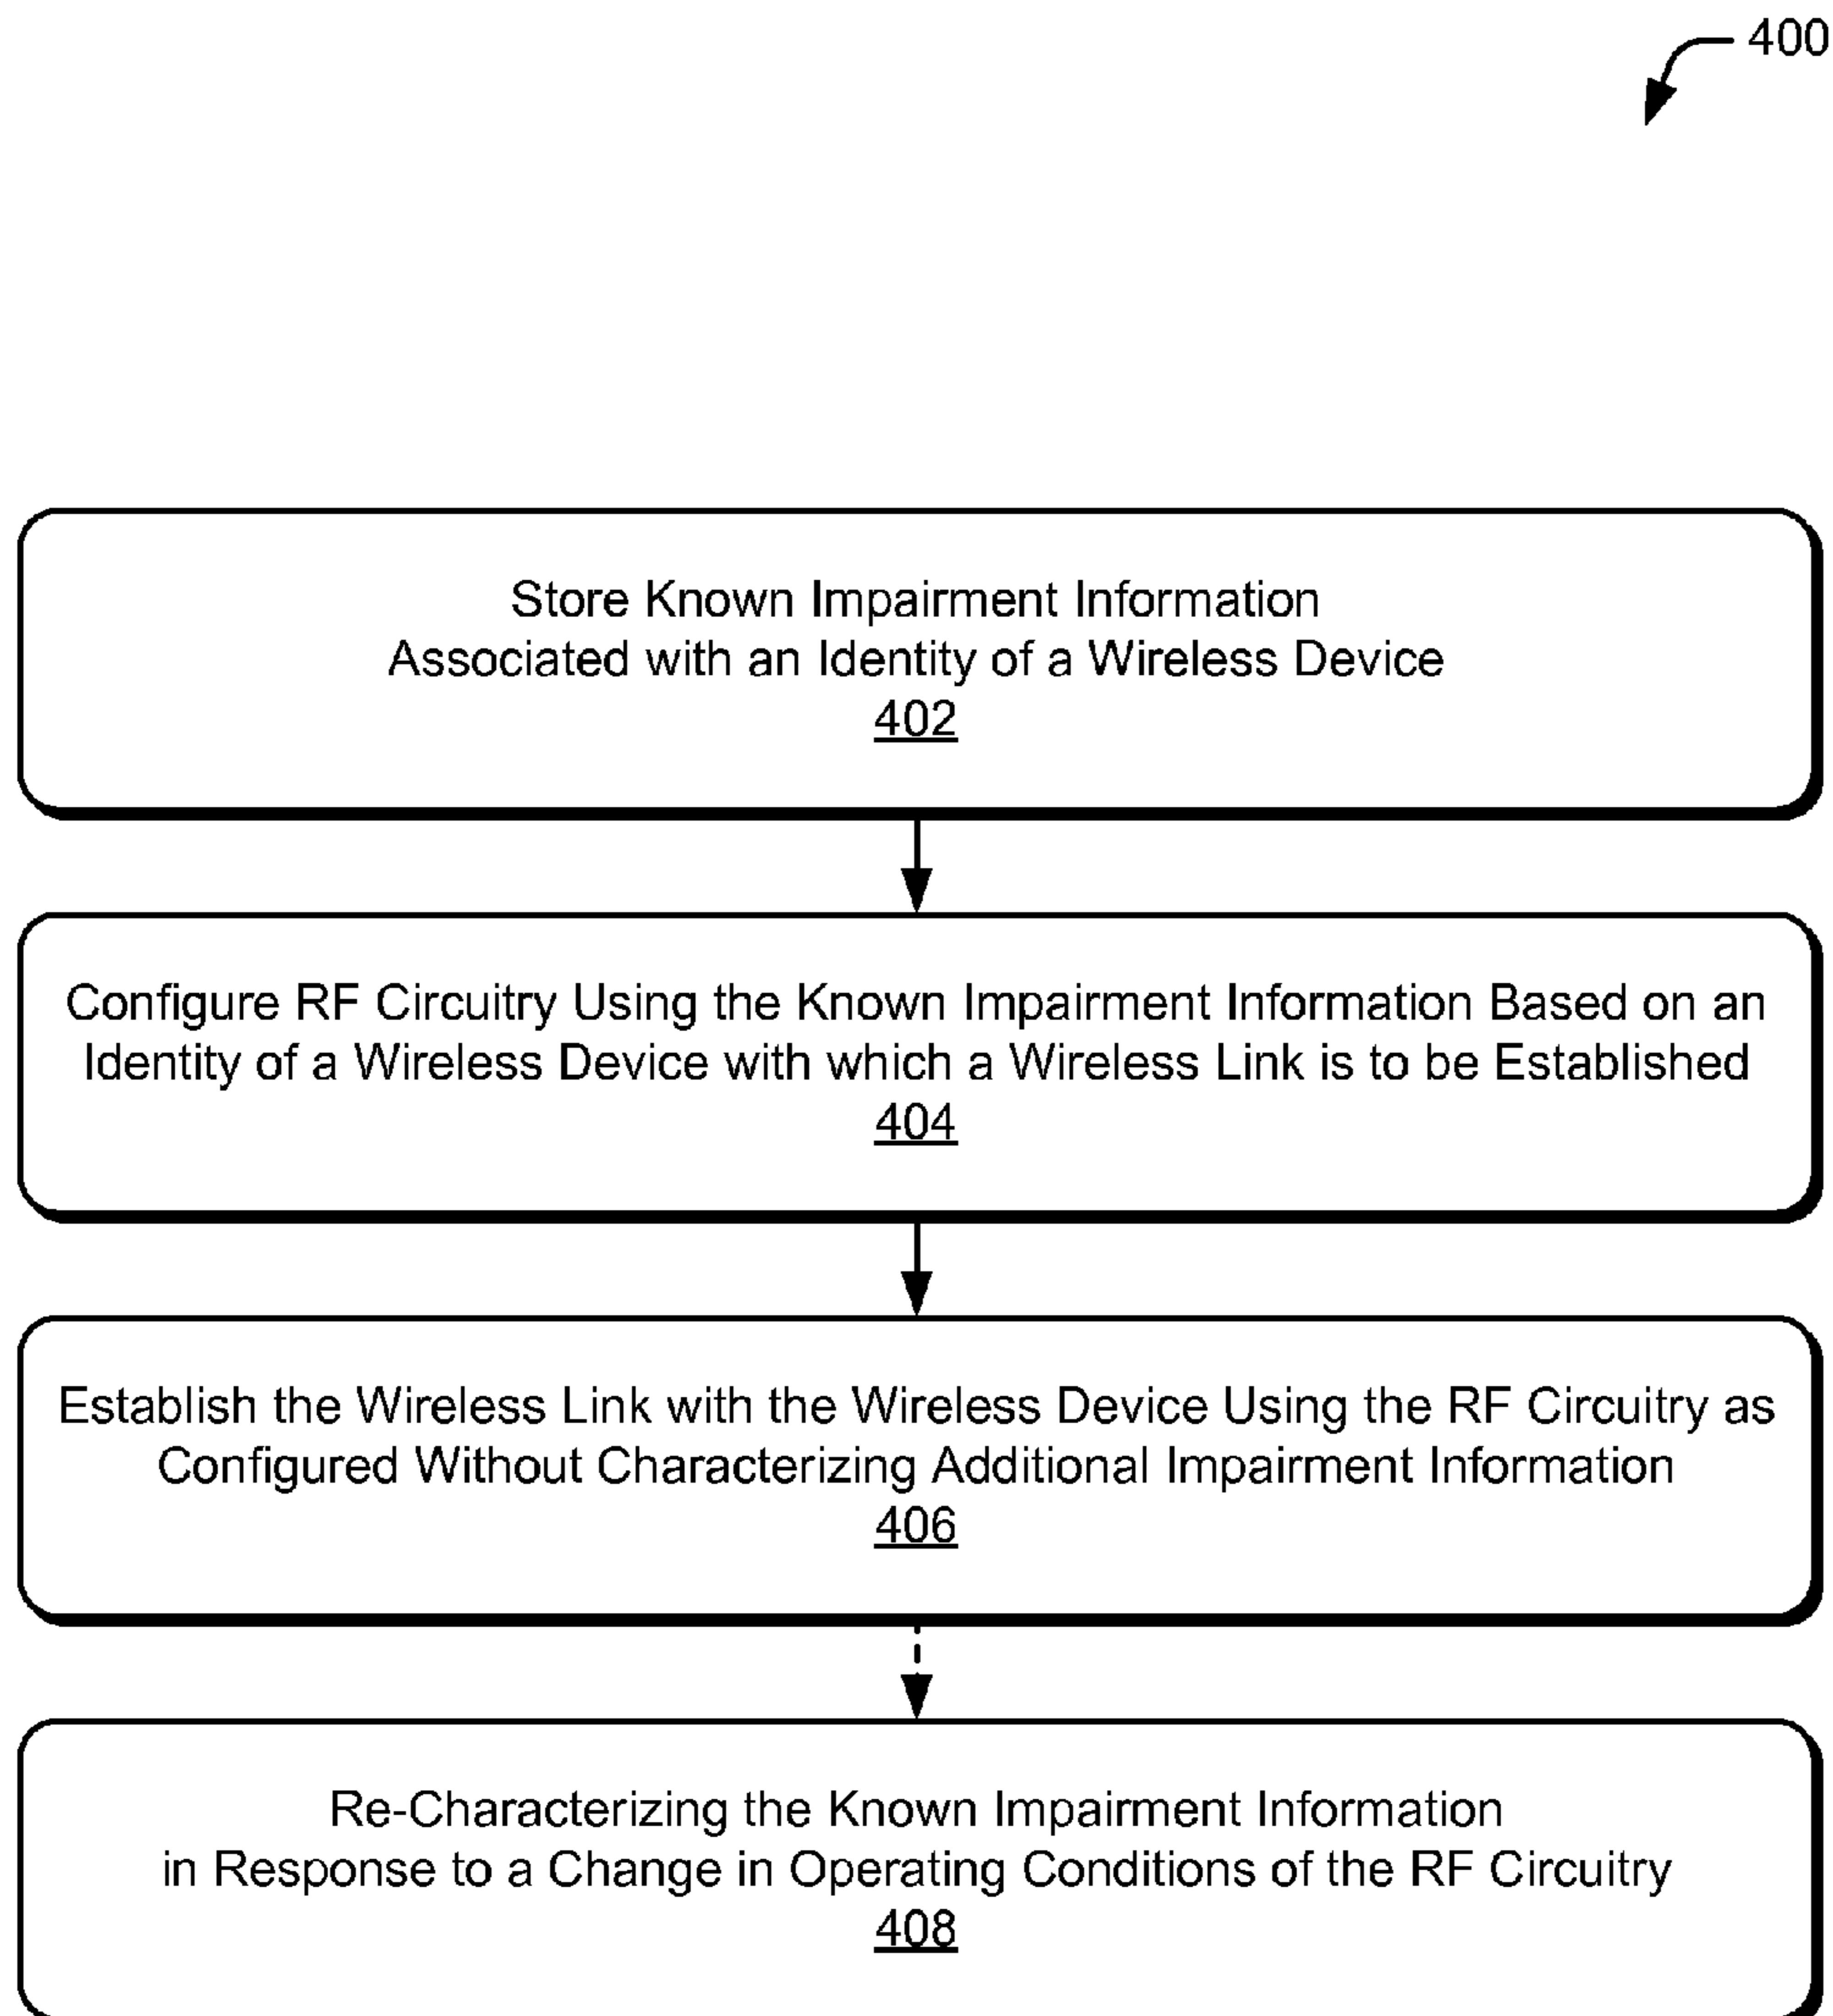 400
Store Known Impairment Information
Associated with an Identity of a Wireless Device
402
Configure RF Circuitry Using the Known Impairment Information Based on an
Identity of a Wireless Device with which a Wireless Link is to be Established
404
Establish the Wireless Link with the Wireless Device Using the RF Circuitry as
Configured Without Characterizing Additional Impairment Information
406
Re-Characterizing the Known Impairment Information
in Response to a Change in Operating Conditions of the RF Circuitry
408